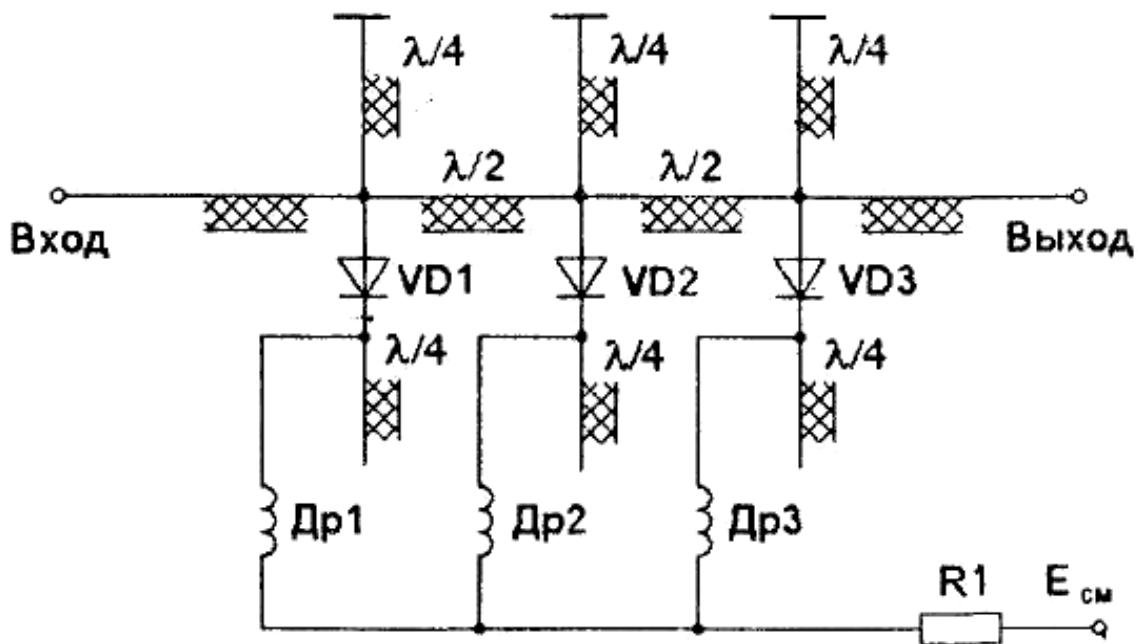 λ/4 λ/4 λ/4
λ/2 λ/2
Вход Выход
VD1 VD2 VD3
λ/4 λ/4 λ/4
Др1 Др2 Др3
R1 E см